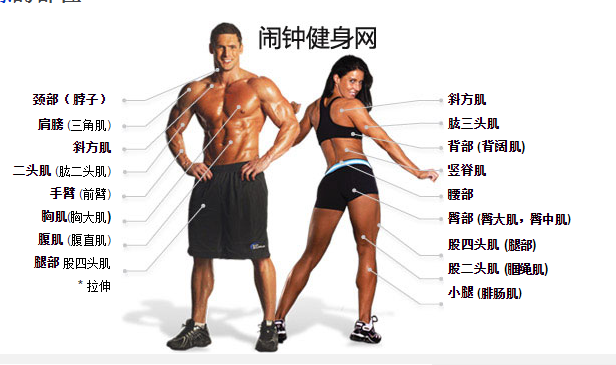 闹钟健身网
颈部（脖子）
肩膀 (三角肌)
斜方肌
二头肌 (肱二头肌)
手臂 (前臂)
胸肌(胸大肌)
腹肌 (腹直肌)
腿部 股四头肌
* 拉伸
斜方肌
肱三头肌
背部 (背阔肌)
竖脊肌
腰部
臀部 (臀大肌，臀中肌)
股四头肌 (腿部)
股二头肌 (腘绳肌)
小腿 (腓肠肌)